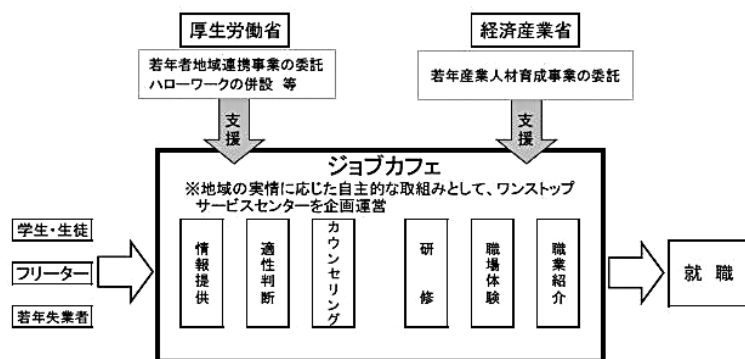 厚生労働省
経済産業省
若年者地域連携事業の委託
ハローワークの併設 等
若年産業人材育成事業の委託
支援
支援
ジョブカフェ
※地域の実情に応じた自主的な取組みとして、ワンストップ
サービスセンターを企画運営
学生・生徒
フリーター
若年失業者
情報提供
適性判断
カウンセリング
研修
職場体験
職業紹介
就職